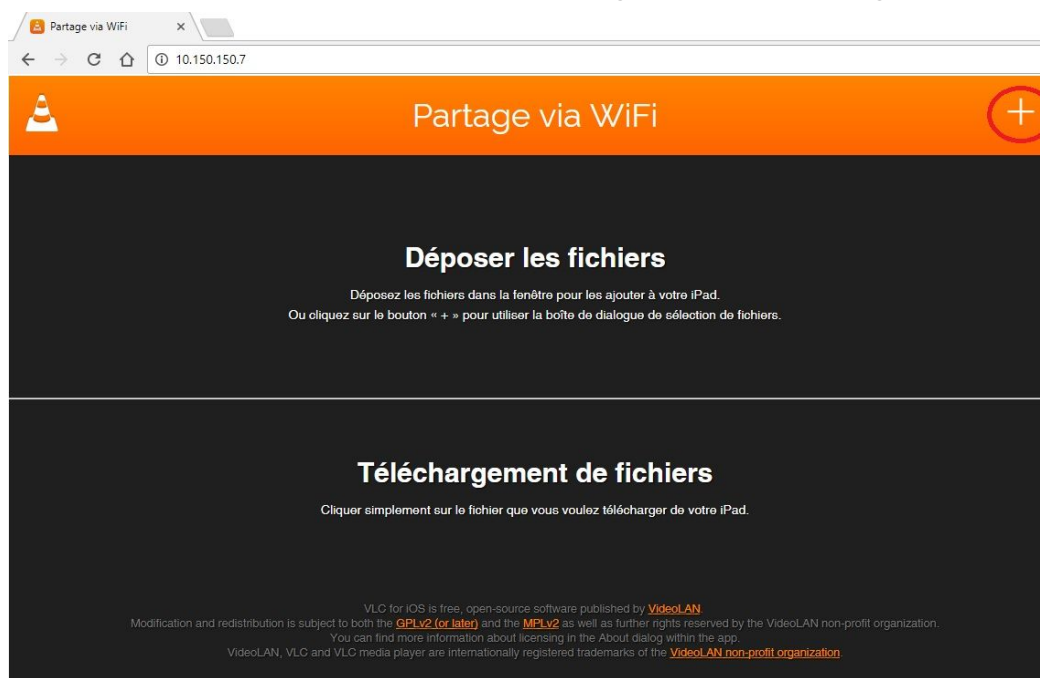 Partage via WiFi
10.150.150.7
Partage via WiFi
Déposer les fichiers
Déposez les fichiers dans la fenêtre pour les ajouter à votre iPad.
Ou cliquez sur le bouton « + » pour utiliser la boîte de dialogue de sélection de fichiers.
Téléchargement de fichiers
Cliquer simplement sur le fichier que vous voulez télécharger de votre iPad.
VLC for iOS is free, open-source software published by VideoLAN.
Modification and redistribution is subject to both the GPLv2 (or later) and the MPLv2 as well as further rights reserved by the VideoLAN non-profit organization.
You can find more information about licensing in the About dialog within the app.
VideoLAN, VLC and VLC media player are internationally registered trademarks of the VideoLAN non-profit organization.